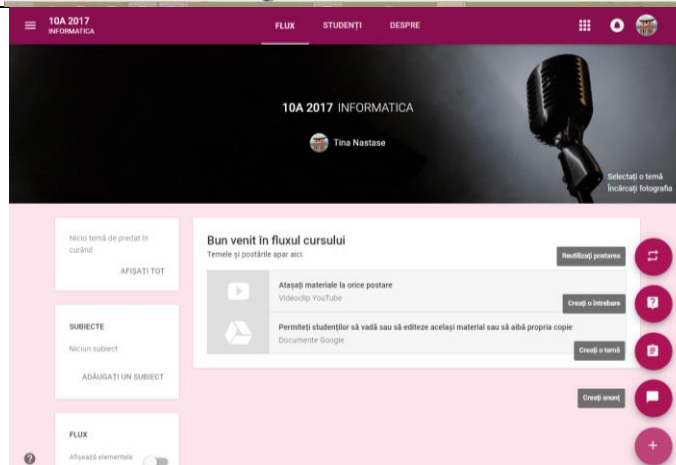 10A 2017
INFORMATICA
FLUX
STUDENȚI
DESPRE
10A 2017 INFORMATICA
Tina Nastase
Selectați o temă
Încărcați fotografia
Nicio temă de predat în
curând
AFIȘAȚI TOT
SUBIECTE
Niciun subiect
ADĂUGAȚI UN SUBIECT
FLUX
Afișează elementele
Bun venit în fluxul cursului
Temele și postările apar aici.
Reutilizați postarea
Atașați materiale la orice postare
Videoclip YouTube
Creați o întrebare
Permiteți studenților să vadă sau să editeze același material sau să aibă propria copie
Documente Google
Creați o temă
Creați anunț